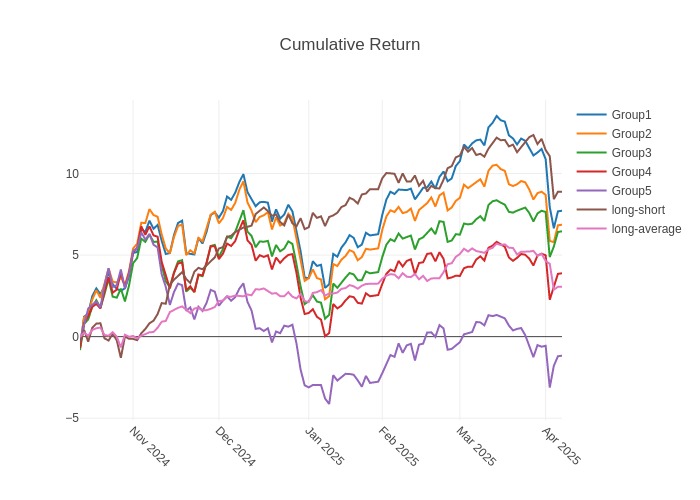 Cumulative Return
10
5
0
−5
Nov 2024
Dec 2024
Jan 2025
Feb 2025
Mar 2025
Apr 2025
Group1
Group2
Group3
Group4
Group5
long-short
long-average